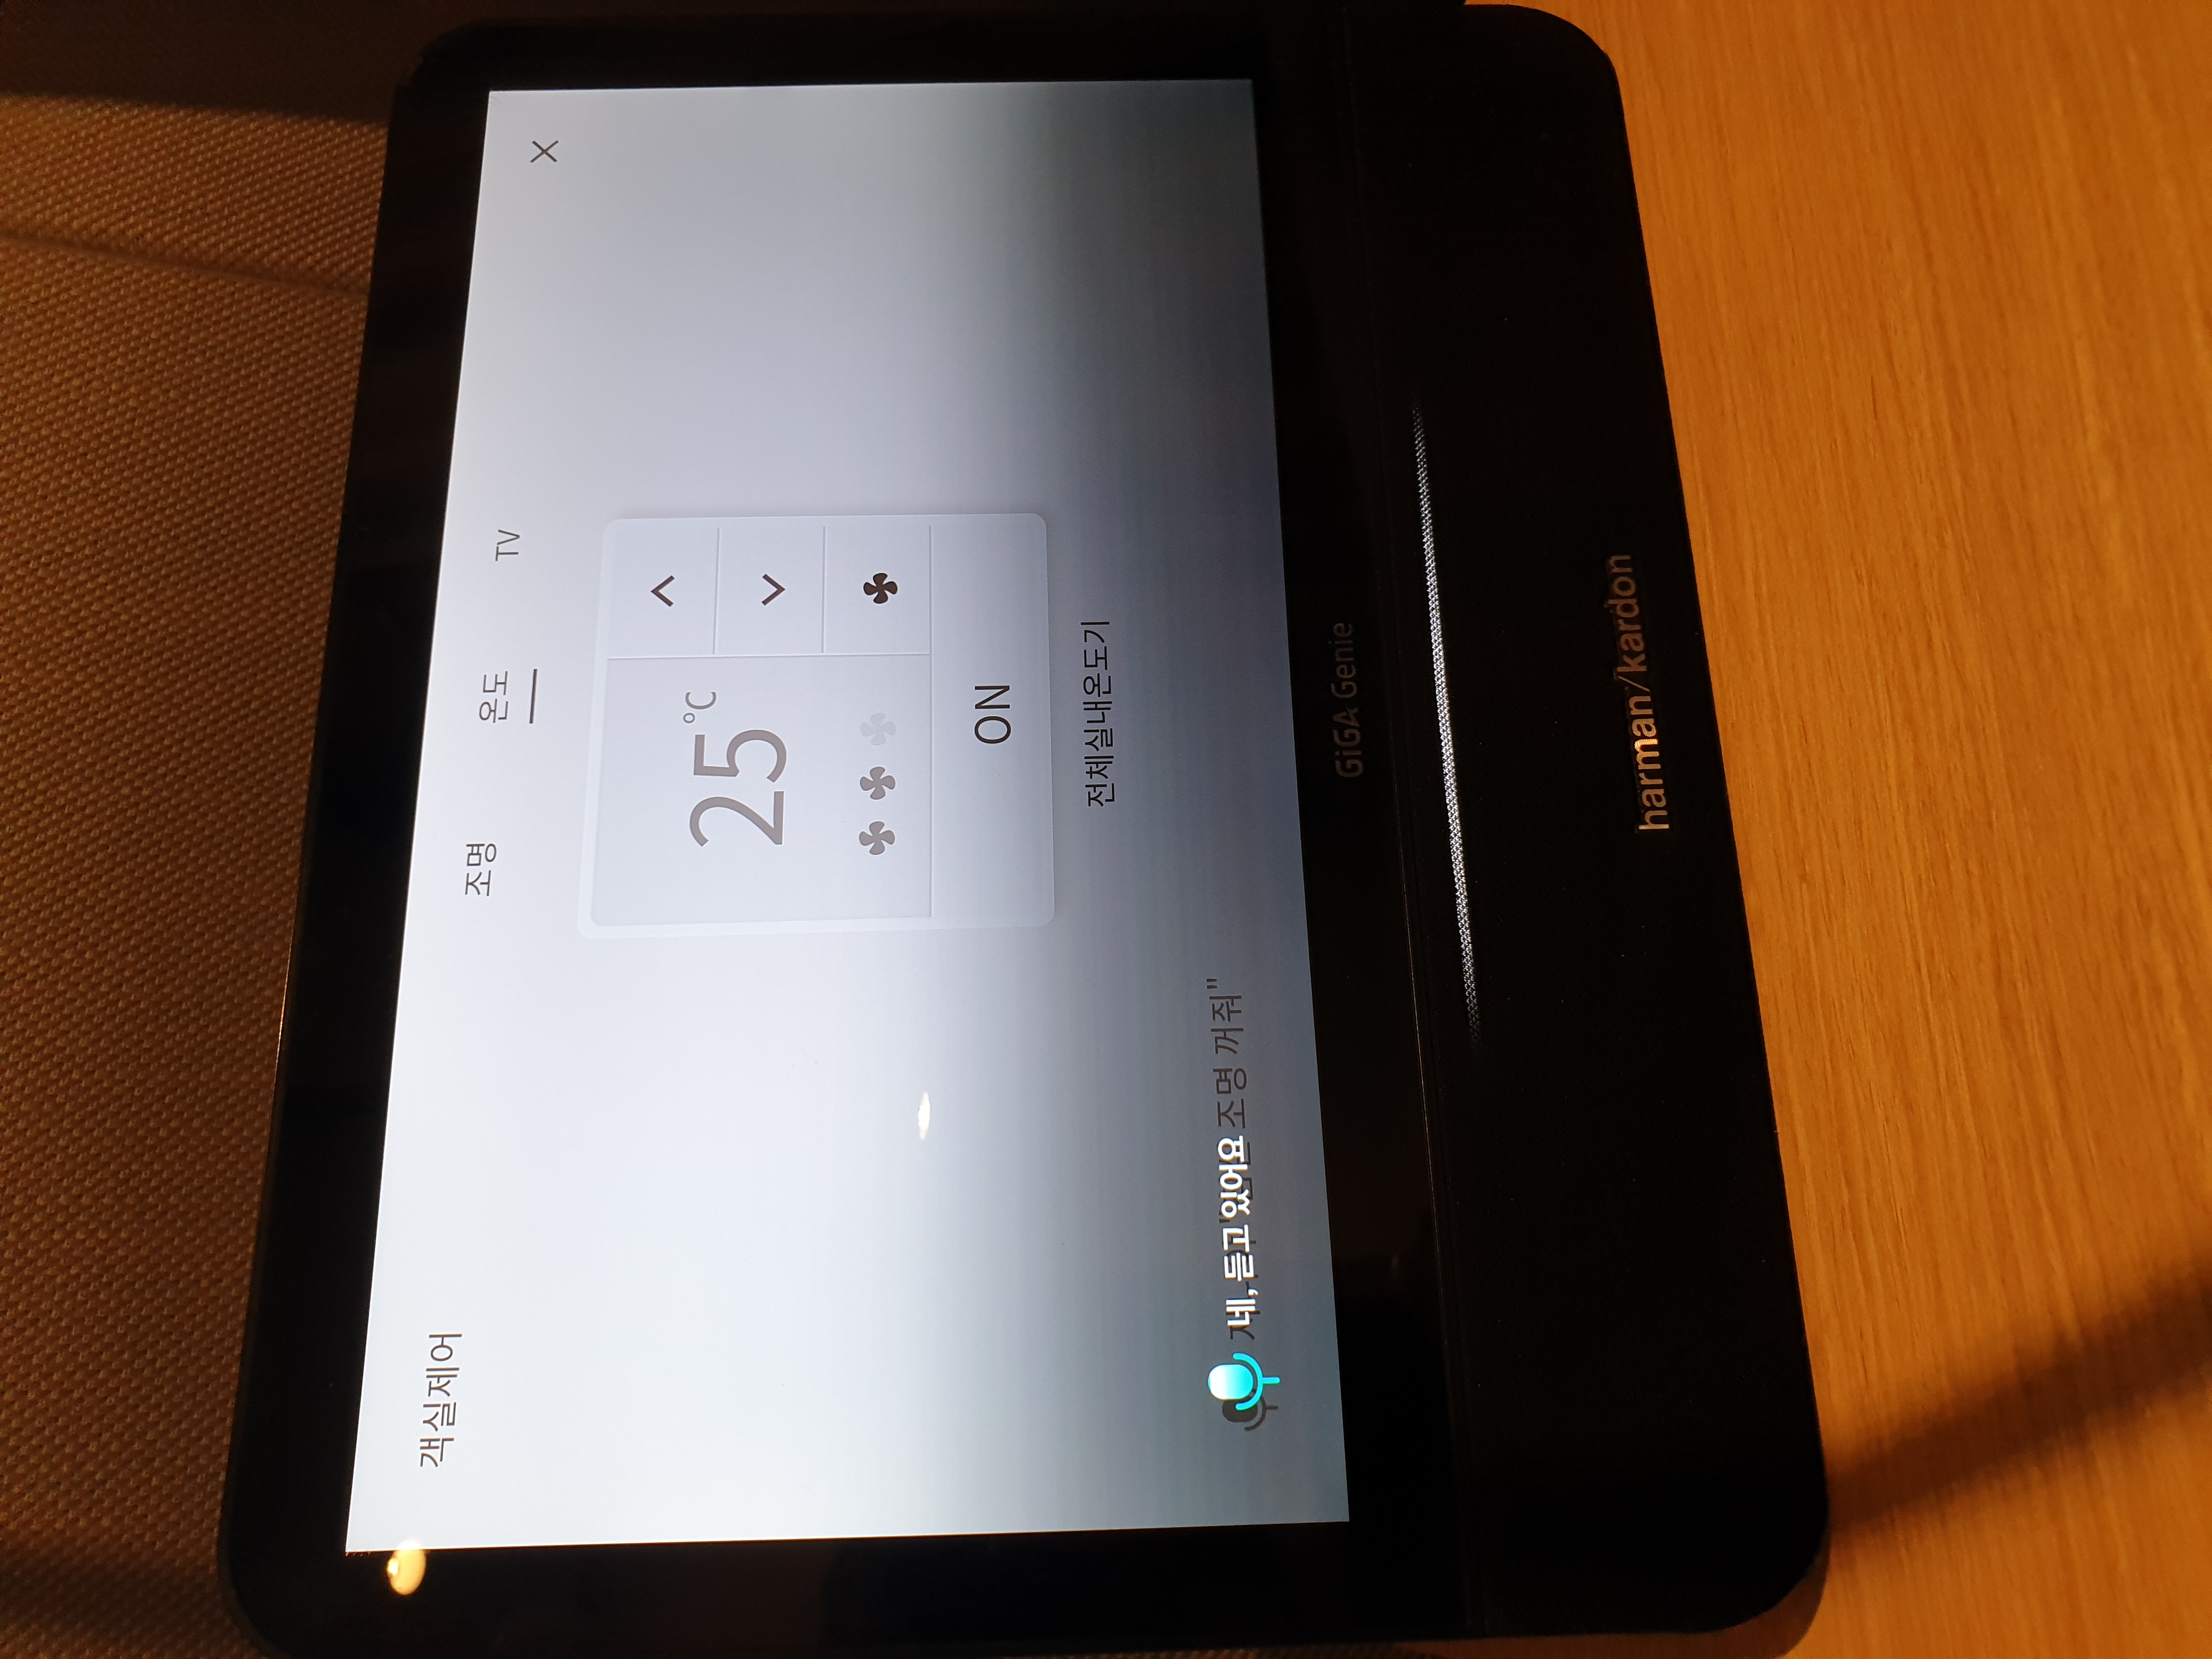 객실제어
조명 온도 TV
25 °C
ON
전체실내온도기
네, 듣고 있어요
조명 꺼줘"
GiGA Genie
harman/kardon